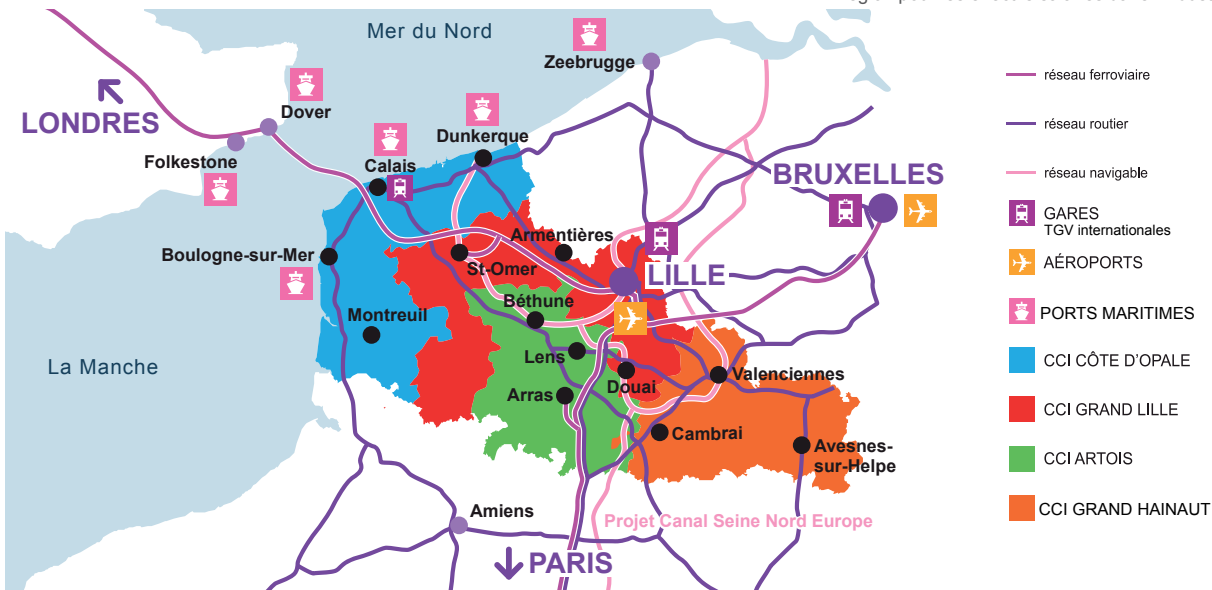 Mer du Nord
Zeebrugge
Dover
LONDRES
Folkestone
Dunkerque
Calais
BRUXELLES
Boulogne-sur-Mer
Armentières
St-Omer
LILLE
Béthune
Montreuil
La Manche
Lens
Douai
Valenciennes
Arras
Cambrai
Avesnes-
sur-Helpe
Amiens
Projet Canal Seine Nord Europe
PARIS
réseau ferroviaire
réseau routier
réseau navigable
GARES
TGV internationales
AÉROPORTS
PORTS MARITIMES
CCI CÔTE D'OPALE
CCI GRAND LILLE
CCI ARTOIS
CCI GRAND HAINAUT